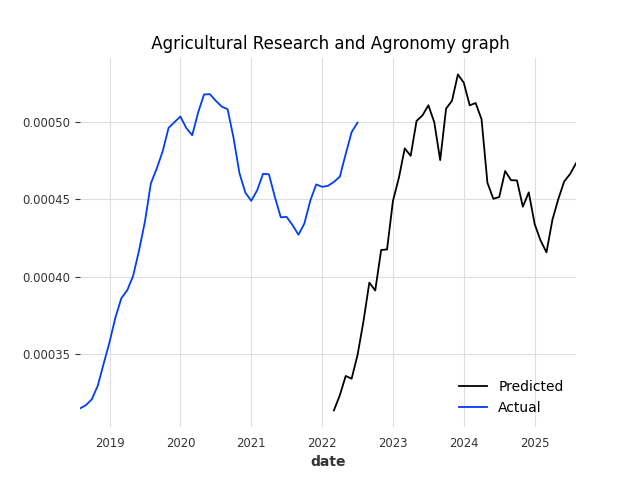 Agricultural Research and Agronomy graph
0.00050
0.00045
0.00040
0.00035
Predicted
Actual
2019 2020 2021 2022 2023 2024 2025
date